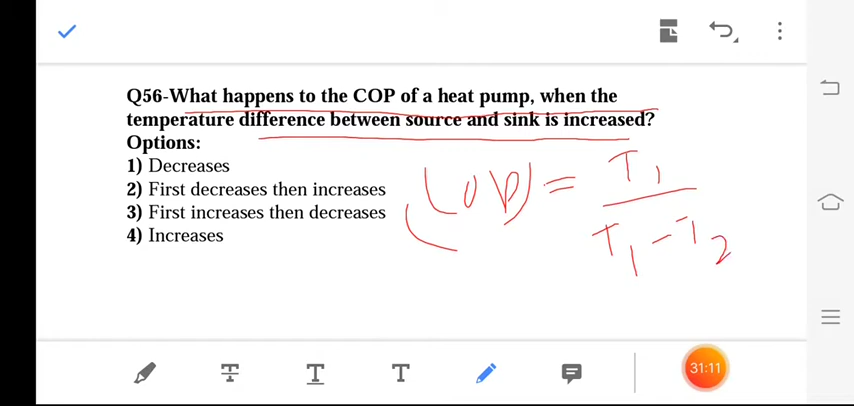 Q56-What happens to the COP of a heat pump, when the
temperature difference between source and sink is increased?
Options:
1) Decreases
2) First decreases then increases
3) First increases then decreases
4) Increases
COP = T1
T1 - T2
T T T
31:11